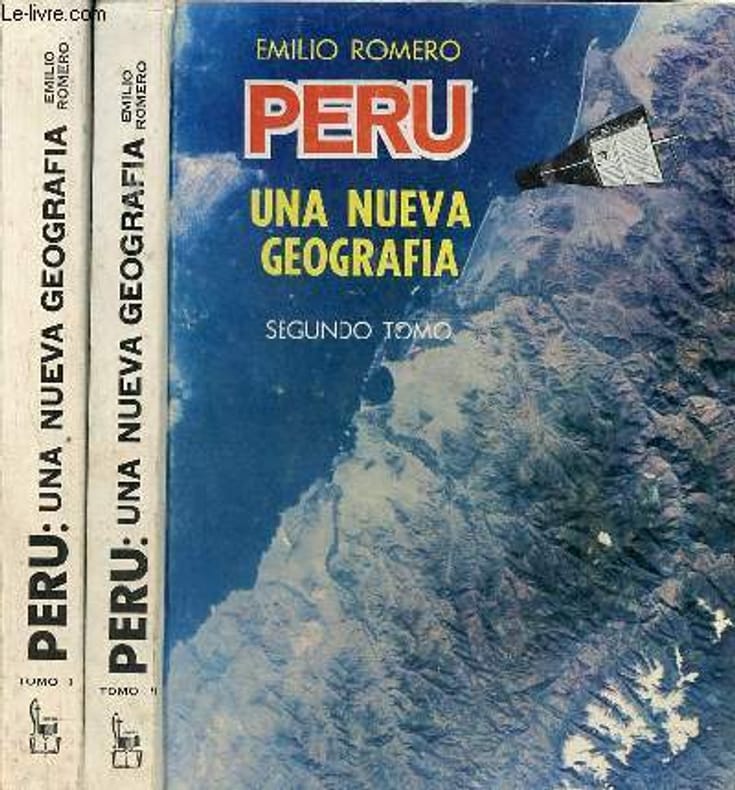 Le-livre.com
PERU: UNA NUEVA GEOGRAFIA
EMILIO
ROMERO
TOMO I
PERU: UNA NUEVA GEOGRAFIA
EMILIO
ROMERO
TOMO II
EMILIO ROMERO
PERU
UNA NUEVA
GEOGRAFIA
SEGUNDO TOMO